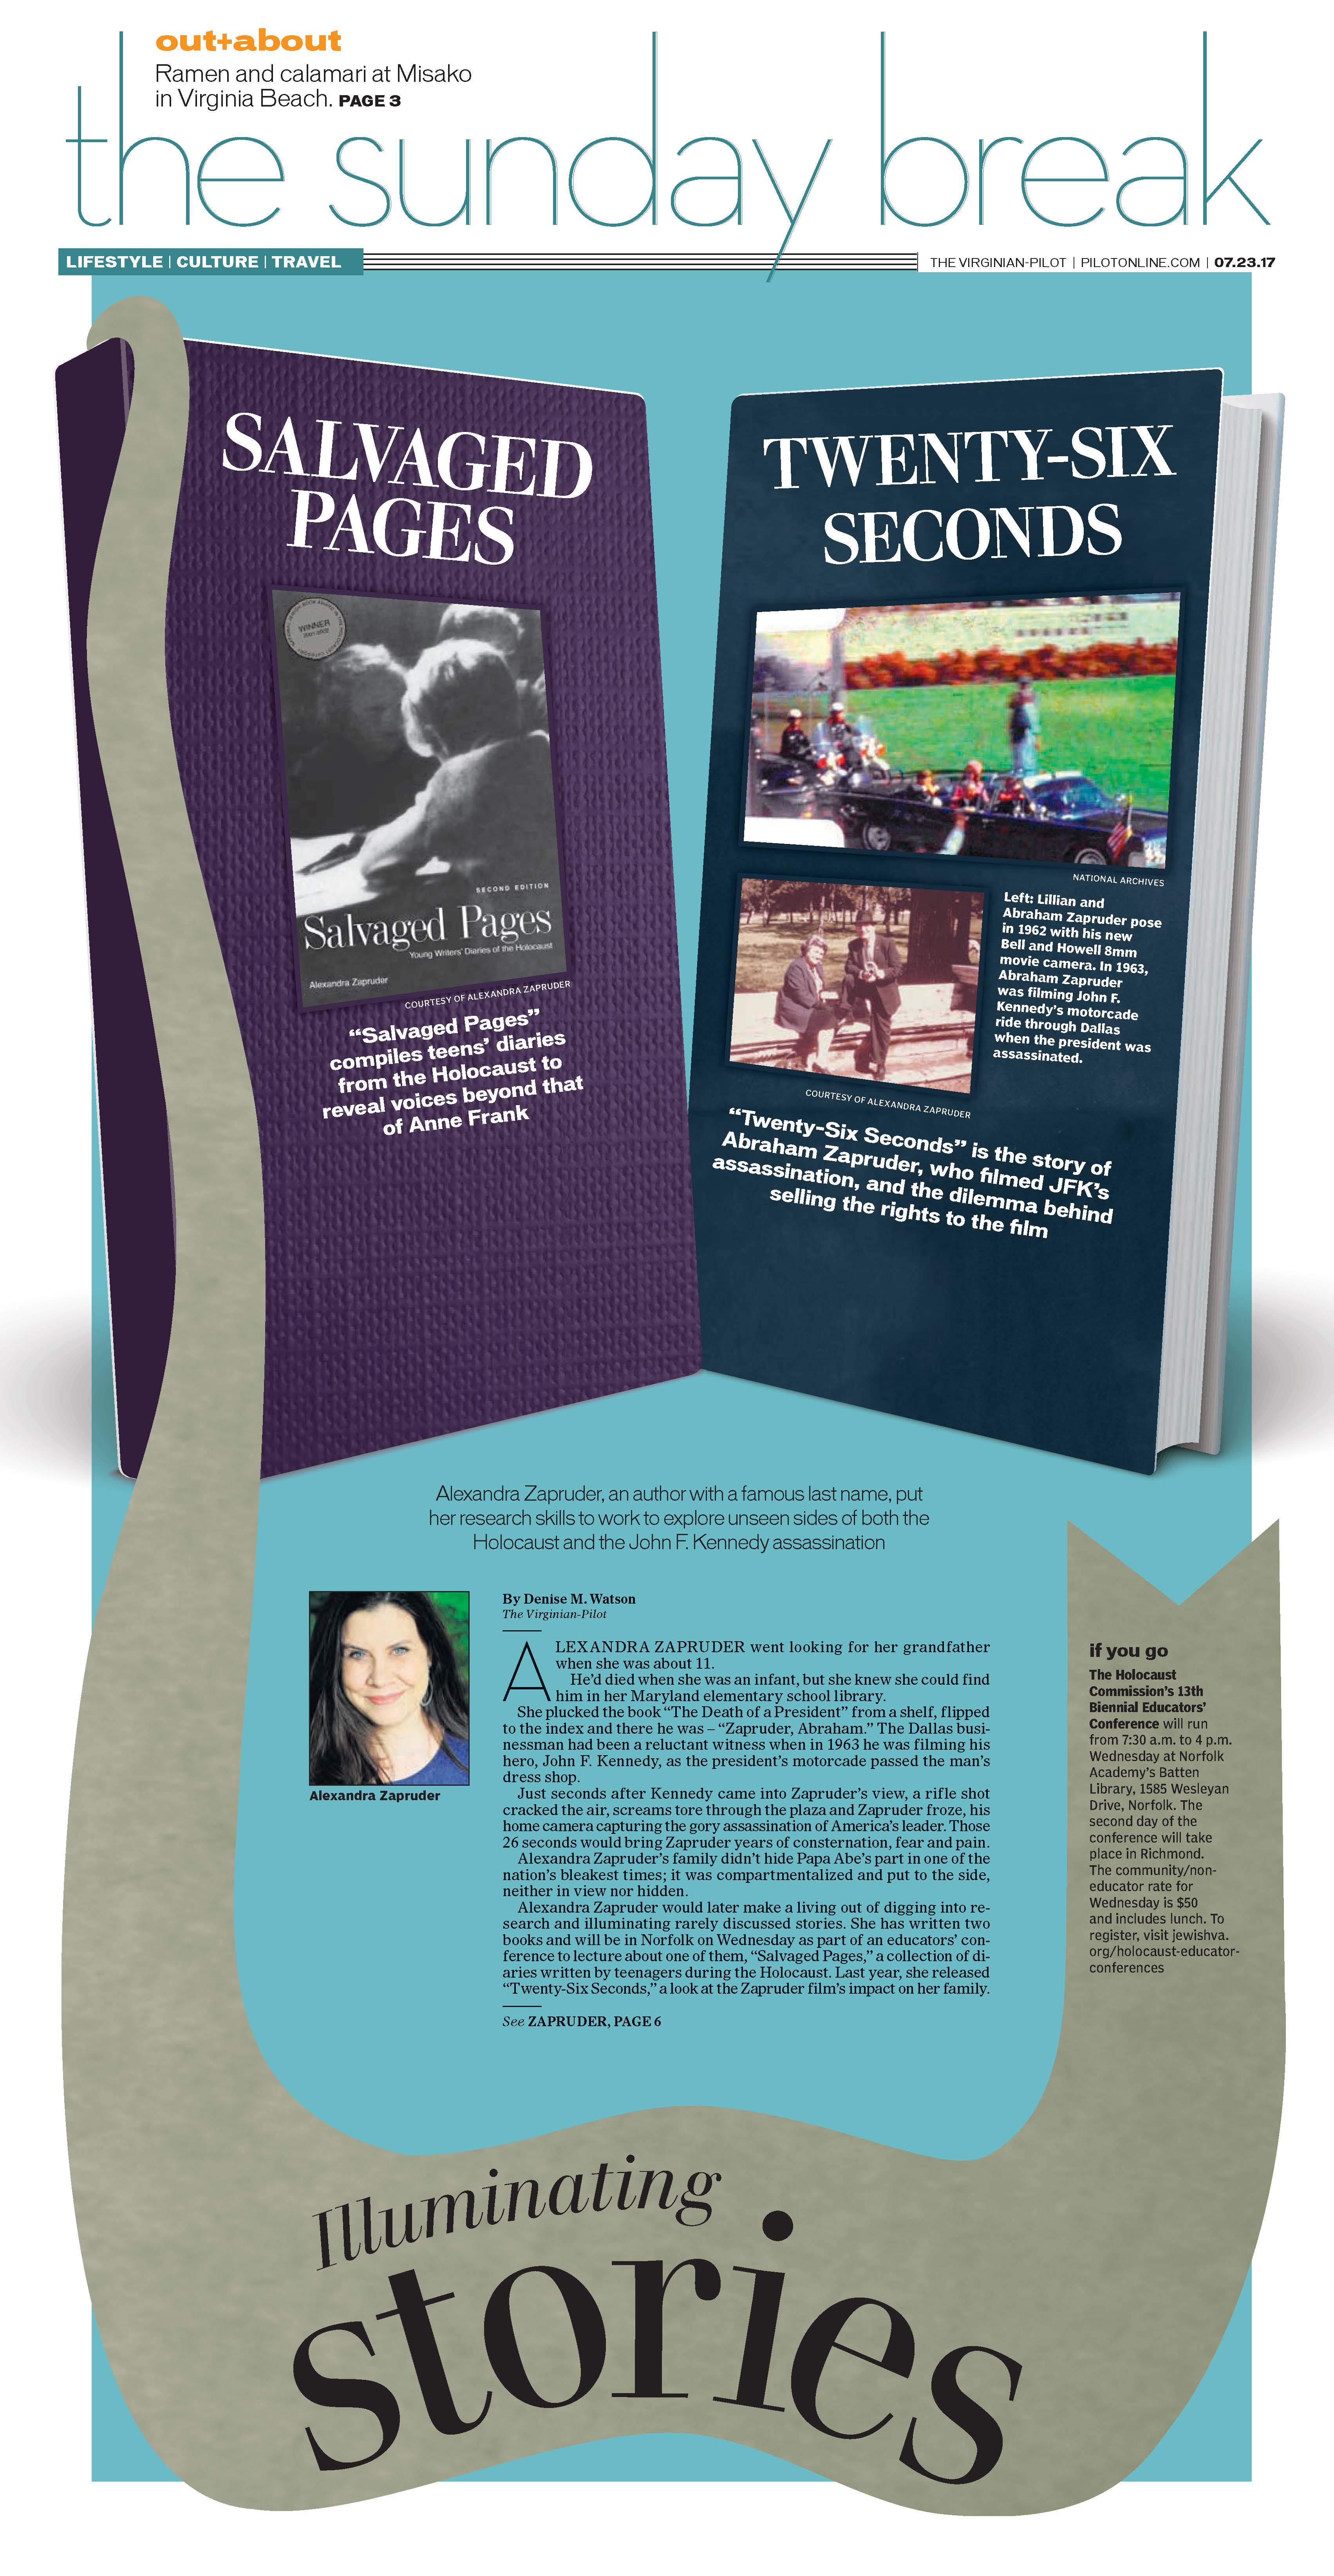 out+about
Ramen and calamari at Misako
in Virginia Beach. PAGE 3
the sunday break
LIFESTYLE | CULTURE | TRAVEL
THE VIRGINIAN-PILOT | PILOTONLINE.COM | 07.23.17
SALVAGED
PAGES
WINNER
SECOND EDITION
Salvaged Pages
Young Writers' Diaries of the Holocaust
Alexandra Zapruder
COURTESY OF ALEXANDRA ZAPRUDER
“Salvaged Pages”
compiles teens’ diaries
from the Holocaust to
reveal voices beyond that
of Anne Frank
TWENTY-SIX
SECONDS
NATIONAL ARCHIVES
Left: Lillian and
Abraham Zapruder pose
in 1962 with his new
Bell and Howell 8mm
movie camera. In 1963,
Abraham Zapruder
was filming John F.
Kennedy’s motorcade
ride through Dallas
when the president was
assassinated.
COURTESY OF ALEXANDRA ZAPRUDER
“Twenty-Six Seconds” is the story of
Abraham Zapruder, who filmed JFK’s
assassination, and the dilemma behind
selling the rights to the film
Alexandra Zapruder, an author with a famous last name, put
her research skills to work to explore unseen sides of both the
Holocaust and the John F. Kennedy assassination
Alexandra Zapruder
By Denise M. Watson
The Virginian-Pilot
ALEXANDRA ZAPRUDER went looking for her grandfather
when she was about 11.
He’d died when she was an infant, but she knew she could find
him in her Maryland elementary school library.
She plucked the book “The Death of a President” from a shelf, flipped
to the index and there he was – “Zapruder, Abraham.” The Dallas busi-
nessman had been a reluctant witness when in 1963 he was filming his
hero, John F. Kennedy, as the president’s motorcade passed the man’s
dress shop.
Just seconds after Kennedy came into Zapruder’s view, a rifle shot
cracked the air, screams tore through the plaza and Zapruder froze, his
home camera capturing the gory assassination of America’s leader. Those
26 seconds would bring Zapruder years of consternation, fear and pain.
Alexandra Zapruder’s family didn’t hide Papa Abe’s part in one of the
nation’s bleakest times; it was compartmentalized and put to the side,
neither in view nor hidden.
Alexandra Zapruder would later make a living out of digging into re-
search and illuminating rarely discussed stories. She has written two
books and will be in Norfolk on Wednesday as part of an educators’ con-
ference to lecture about one of them, “Salvaged Pages,” a collection of di-
aries written by teenagers during the Holocaust. Last year, she released
“Twenty-Six Seconds,” a look at the Zapruder film’s impact on her family.
See ZAPRUDER, PAGE 6
if you go
The Holocaust
Commission’s 13th
Biennial Educators’
Conference will run
from 7:30 a.m. to 4 p.m.
Wednesday at Norfolk
Academy’s Batten
Library, 1585 Wesleyan
Drive, Norfolk. The
second day of the
conference will take
place in Richmond.
The community/non-
educator rate for
Wednesday is $50
and includes lunch. To
register, visit jewishva.
org/holocaust-educator-
conferences
Illuminating
stories